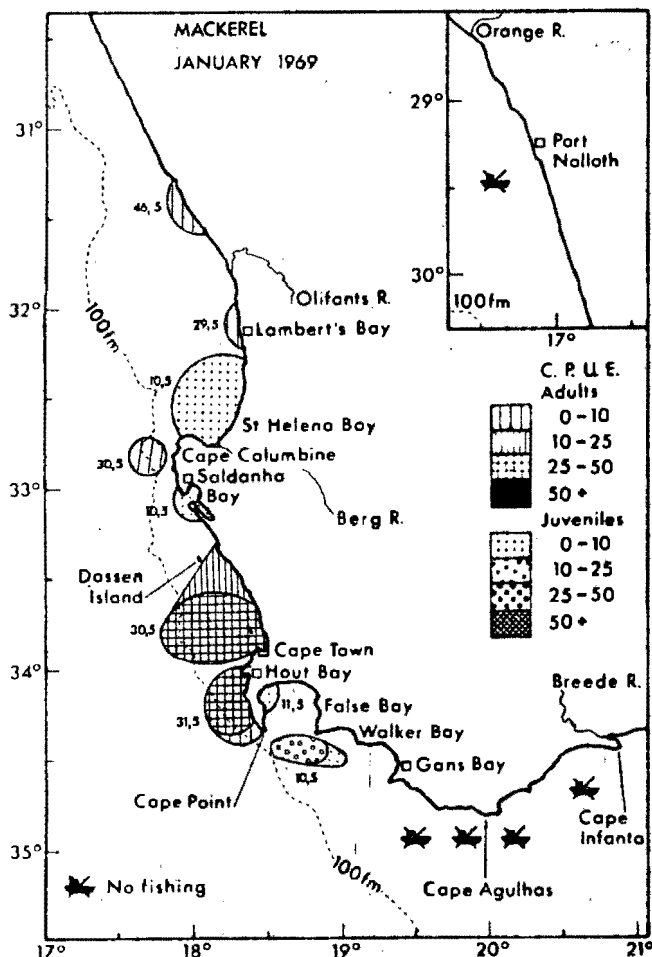 MACKEREL
JANUARY 1969
Orange R.
29°
Port
Nolloth
30°
100fm
17°
31°
46,5
Olifants R.
100fm
32°
29,5
Lambert's Bay
10,5
St Helena Bay
Cape Columbine
30,5
Saldanha
Bay
33°
10,5
Berg R.
Dassen
Island
30,5
Cape Town
34°
Hout Bay
11,5
False Bay
Breede R.
31,5
Walker Bay
10,5
Gans Bay
Cape Point
Cape
Infanta
35°
100fm
Cape Agulhas
No fishing
17°
18°
19°
20°
21°
C. P. U. E.
Adults
0-10
10-25
25-50
50+
Juveniles
0-10
10-25
25-50
50+